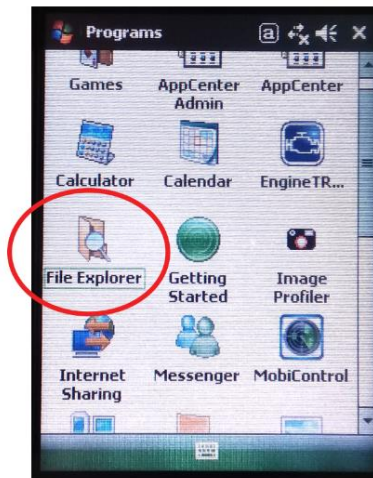 Programs a
Games AppCenter Admin AppCenter
Calculator Calendar EngineTR...
File Explorer Getting Started Image Profiler
Internet Sharing Messenger MobiControl